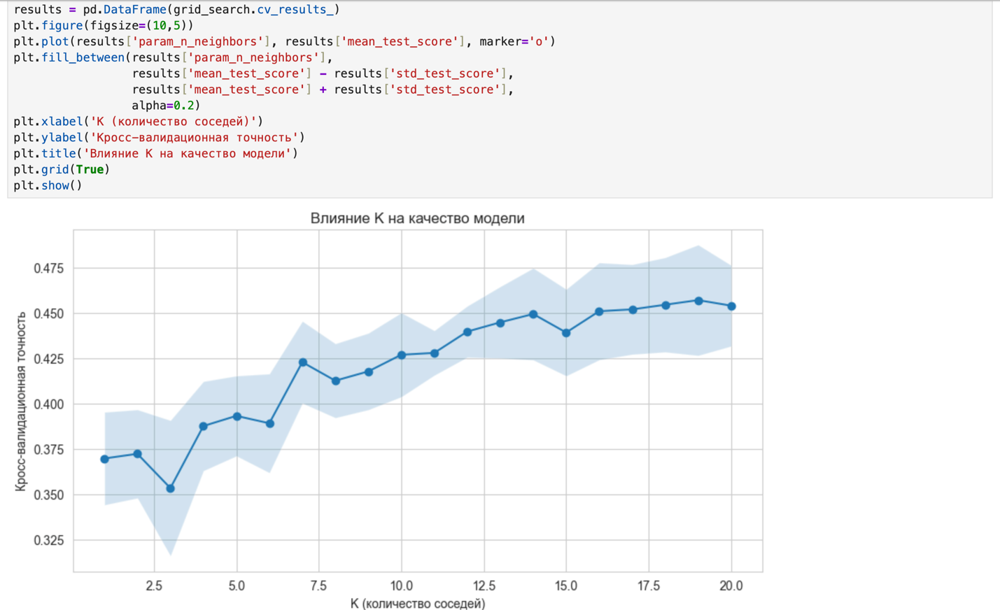 results = pd.DataFrame(grid_search.cv_results_)
plt.figure(figsize=(10,5))
plt.plot(results['param_n_neighbors'], results['mean_test_score'], marker='o')
plt.fill_between(results['param_n_neighbors'],
                 results['mean_test_score'] - results['std_test_score'],
                 results['mean_test_score'] + results['std_test_score'],
                 alpha=0.2)
plt.xlabel('K (количество соседей)')
plt.ylabel('Кросс-валидационная точность')
plt.title('Влияние K на качество модели')
plt.grid(True)
plt.show()
Влияние K на качество модели
Кросс-валидационная точность
0.475
0.450
0.425
0.400
0.375
0.350
0.325
2.5 5.0 7.5 10.0 12.5 15.0 17.5 20.0
K (количество соседей)